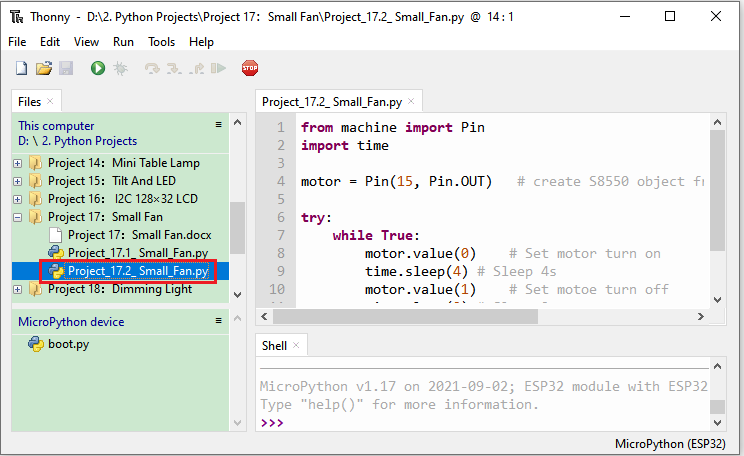 Thonny - D:\2. Python Projects\Project 17: Small Fan\Project_17.2_ Small_Fan.py @ 14 : 1
File Edit View Run Tools Help
STOP
Files
This computer
D: \ 2. Python Projects
Project 14: Mini Table Lamp
Project 15: Tilt And LED
Project 16: I2C 128×32 LCD
Project 17: Small Fan
Project 17: Small Fan.docx
Project_17.1_ Small_Fan.py
Project_17.2_ Small_Fan.py
Project 18: Dimming Light
MicroPython device
boot.py
Project_17.2_ Small_Fan.py
1 from machine import Pin
2 import time
3
4 motor = Pin(15, Pin.OUT) # create S8550 object fr
5
6 try:
7 while True:
8 motor.value(0) # Set motor turn on
9 time.sleep(4) # Sleep 4s
10 motor.value(1) # Set motoe turn off
Shell
MicroPython v1.17 on 2021-09-02; ESP32 module with ESP32
Type "help()" for more information.
>>>
MicroPython (ESP32)